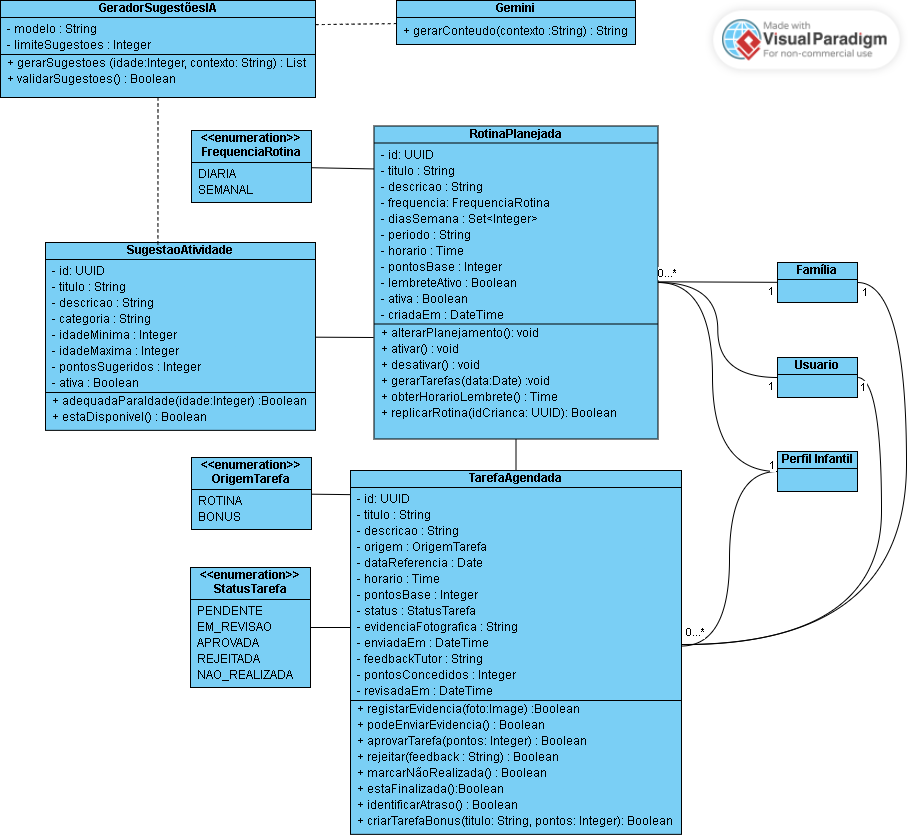 GeradorSugestõesIA
- modelo : String
- limiteSugestoes : Integer
+ gerarSugestoes (idade:Integer, contexto: String) : List
+ validarSugestoes() : Boolean
Gemini
+ gerarConteudo(contexto :String) : String
Made with
VisualParadigm
For non-commercial use
<<enumeration>>
FrequenciaRotina
DIARIA
SEMANAL
RotinaPlanejada
- id: UUID
- titulo : String
- descricao : String
- frequencia: FrequenciaRotina
- diasSemana : Set<Integer>
- periodo : String
- horario : Time
- pontosBase : Integer
- lembreteAtivo : Boolean
- ativa : Boolean
- criadaEm : DateTime
+ alterarPlanejamento(): void
+ ativar() : void
+ desativar() : void
+ gerarTarefas(data:Date) :void
+ obterHorarioLembrete() : Time
+ replicarRotina(idCrianca: UUID): Boolean
SugestaoAtividade
- id: UUID
- titulo : String
- descricao : String
- categoria : String
- idadeMinima : Integer
- idadeMaxima : Integer
- pontosSugeridos : Integer
- ativa : Boolean
+ adequadaParaIdade(idade:Integer) :Boolean
+ estaDisponivel() : Boolean
0...*
Família
1
1
Usuario
1
1
Perfil Infantil
1
<<enumeration>>
OrigemTarefa
ROTINA
BONUS
<<enumeration>>
StatusTarefa
PENDENTE
EM_REVISAO
APROVADA
REJEITADA
NAO_REALIZADA
TarefaAgendada
- id: UUID
- titulo : String
- descricao : String
- origem : OrigemTarefa
- dataReferencia : Date
- horario : Time
- pontosBase : Integer
- status : StatusTarefa
- evidenciaFotografica : String
- enviadaEm : DateTime
- feedbackTutor : String
- pontosConcedidos : Integer
- revisadaEm : DateTime
+ registarEvidencia(foto:Image) :Boolean
+ podeEnviarEvidencia() : Boolean
+ aprovarTarefa(pontos: Integer) : Boolean
+ rejeitar(feedback : String) : Boolean
+ marcarNãoRealizada() : Boolean
+ estaFinalizada():Boolean
+ identificarAtraso() : Boolean
+ criarTarefaBonus(titulo: String, pontos: Integer): Boolean
0...*